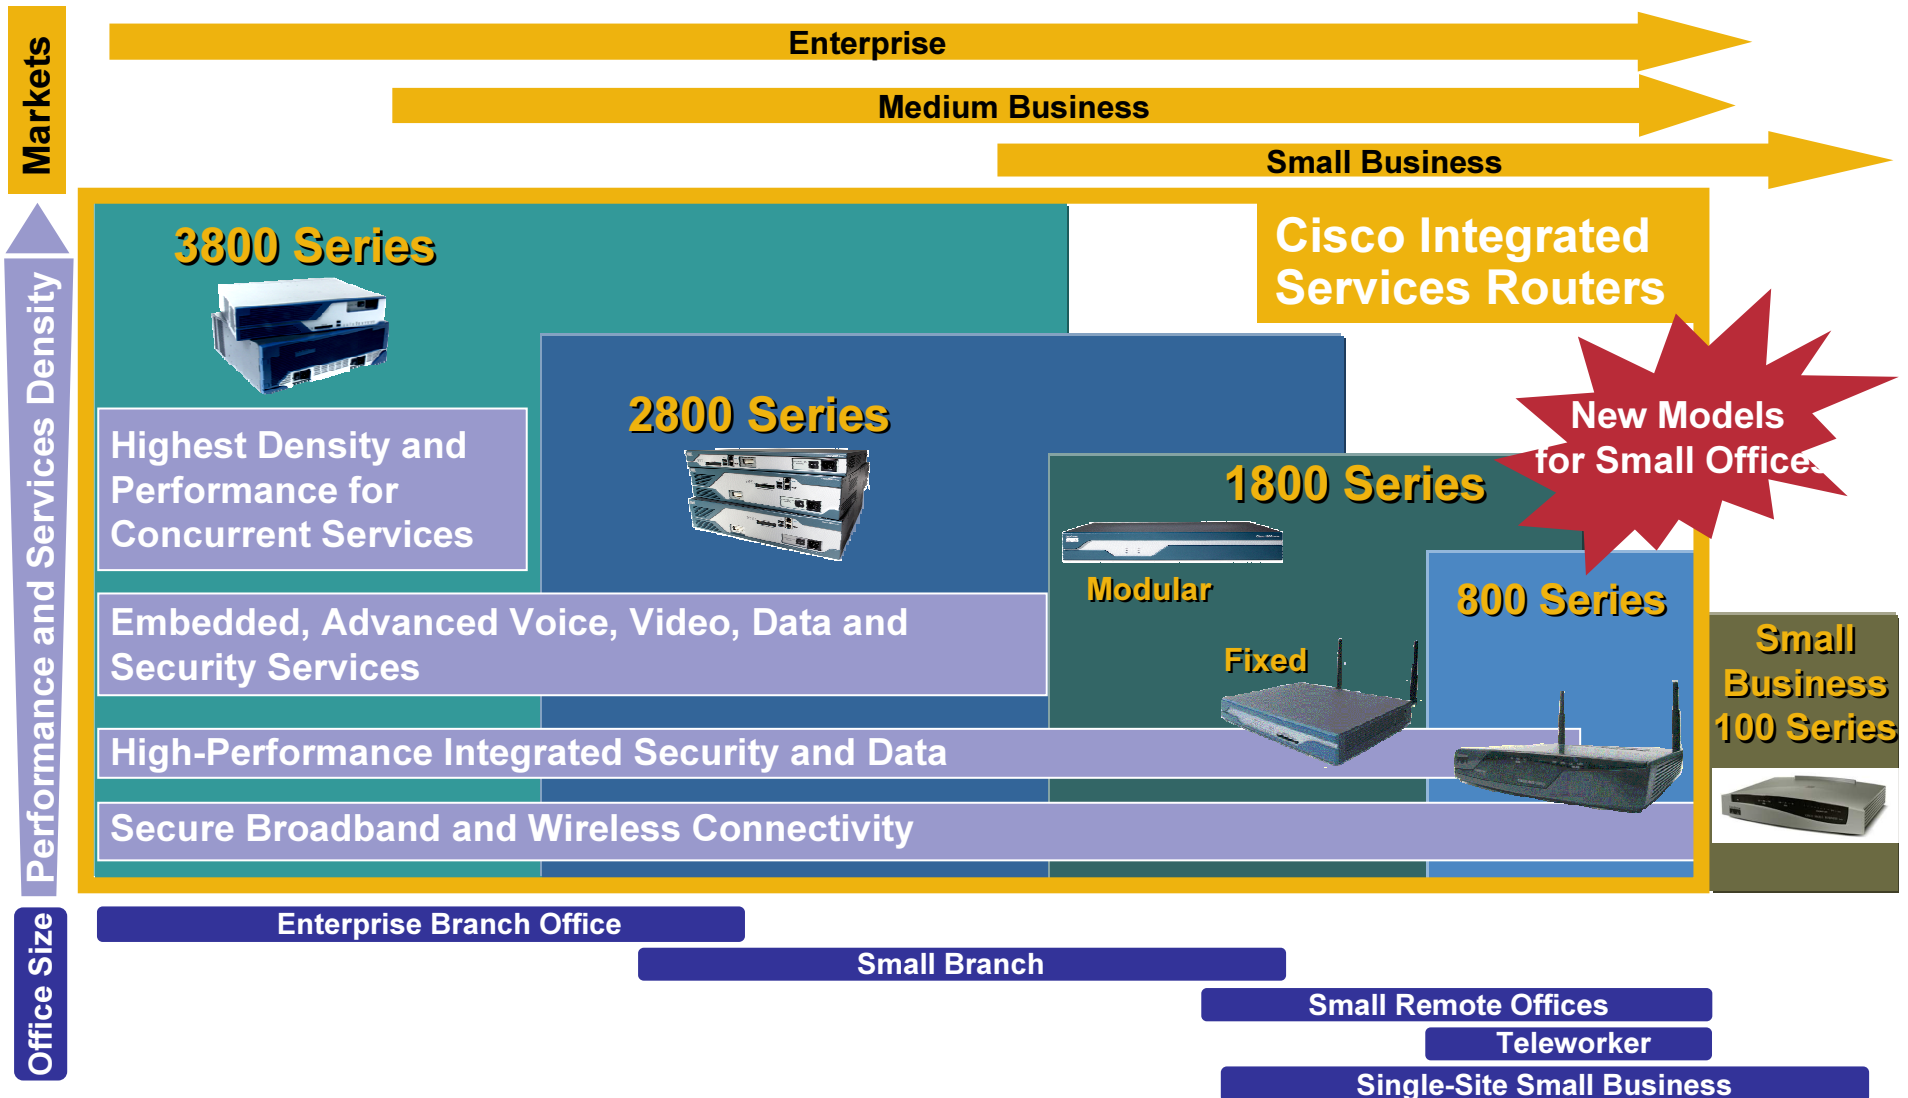 Markets
Enterprise
Medium Business
Small Business
Performance and Services Density
3800 Series
Cisco Integrated
Services Routers
New Models
for Small Offices
2800 Series
Highest Density and
Performance for
Concurrent Services
1800 Series
Modular
Fixed
800 Series
Small
Business
100 Series
Embedded, Advanced Voice, Video, Data and
Security Services
High-Performance Integrated Security and Data
Secure Broadband and Wireless Connectivity
Office Size
Enterprise Branch Office
Small Branch
Small Remote Offices
Teleworker
Single-Site Small Business